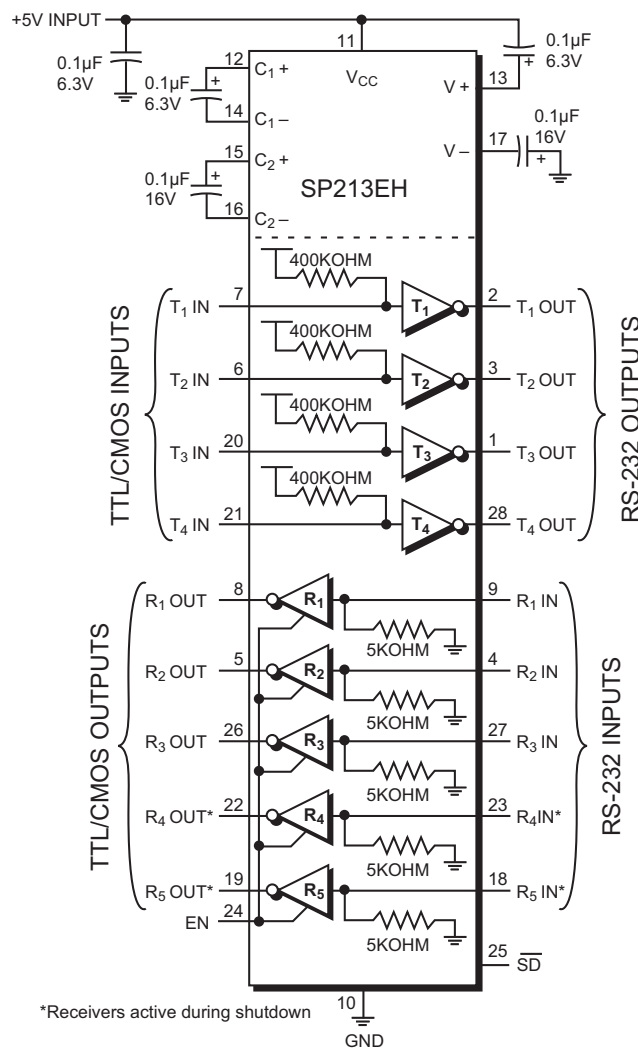 +5V INPUT
11
0.1µF
6.3V
12
C1+
VCC
0.1µF
6.3V
13
V+
0.1µF
6.3V
14
C1–
0.1µF
16V
17
V–
15
C2+
0.1µF
16V
SP213EH
16
C2–
400KOHM
T1 IN
7
T1
2
T1 OUT
400KOHM
T2 IN
6
T2
3
T2 OUT
400KOHM
T3 IN
20
T3
1
T3 OUT
400KOHM
T4 IN
21
T4
28
T4 OUT
TTL/CMOS INPUTS
RS-232 OUTPUTS
R1 OUT
8
R1
9
R1 IN
5KOHM
R2 OUT
5
R2
4
R2 IN
5KOHM
R3 OUT
26
R3
27
R3 IN
5KOHM
R4 OUT*
22
R4
23
R4IN*
5KOHM
R5 OUT*
19
R5
18
R5 IN*
5KOHM
EN
24
TTL/CMOS OUTPUTS
RS-232 INPUTS
25
SD
*Receivers active during shutdown
10
GND